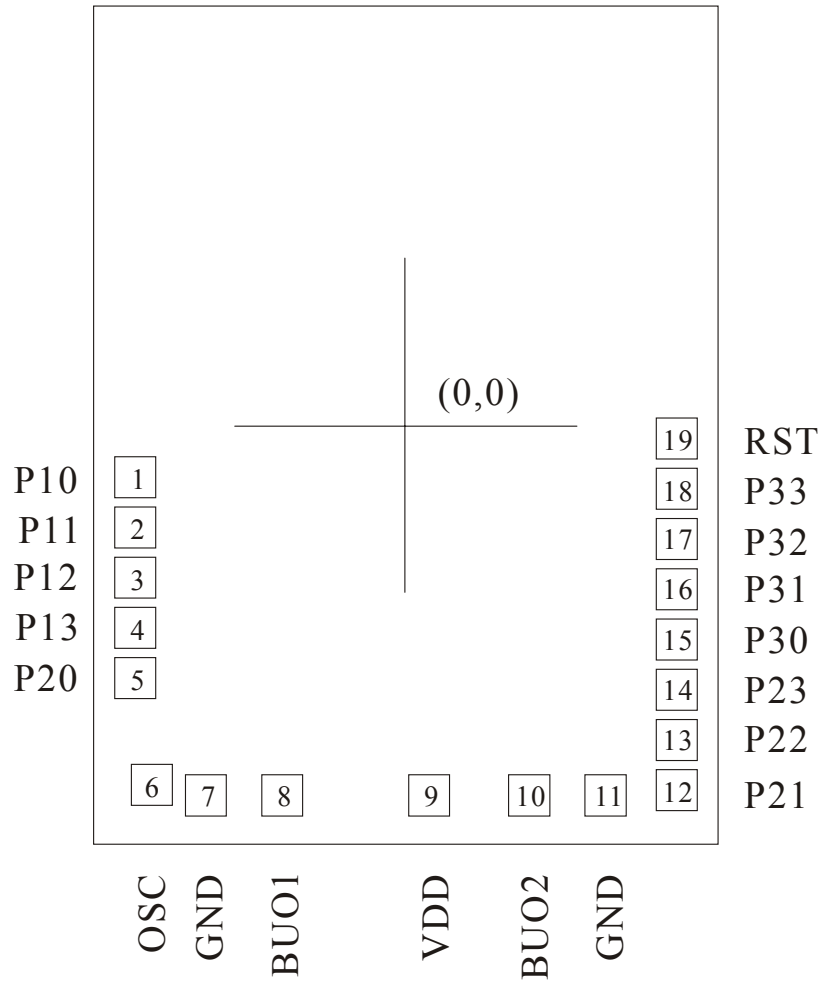 (0,0)
19 RST
P10 1 18 P33
P11 2 17 P32
P12 3 16 P31
P13 4 15 P30
P20 5 14 P23
13 P22
6 7 8 9 10 11 12 P21
OSC GND BUO1 VDD BUO2 GND